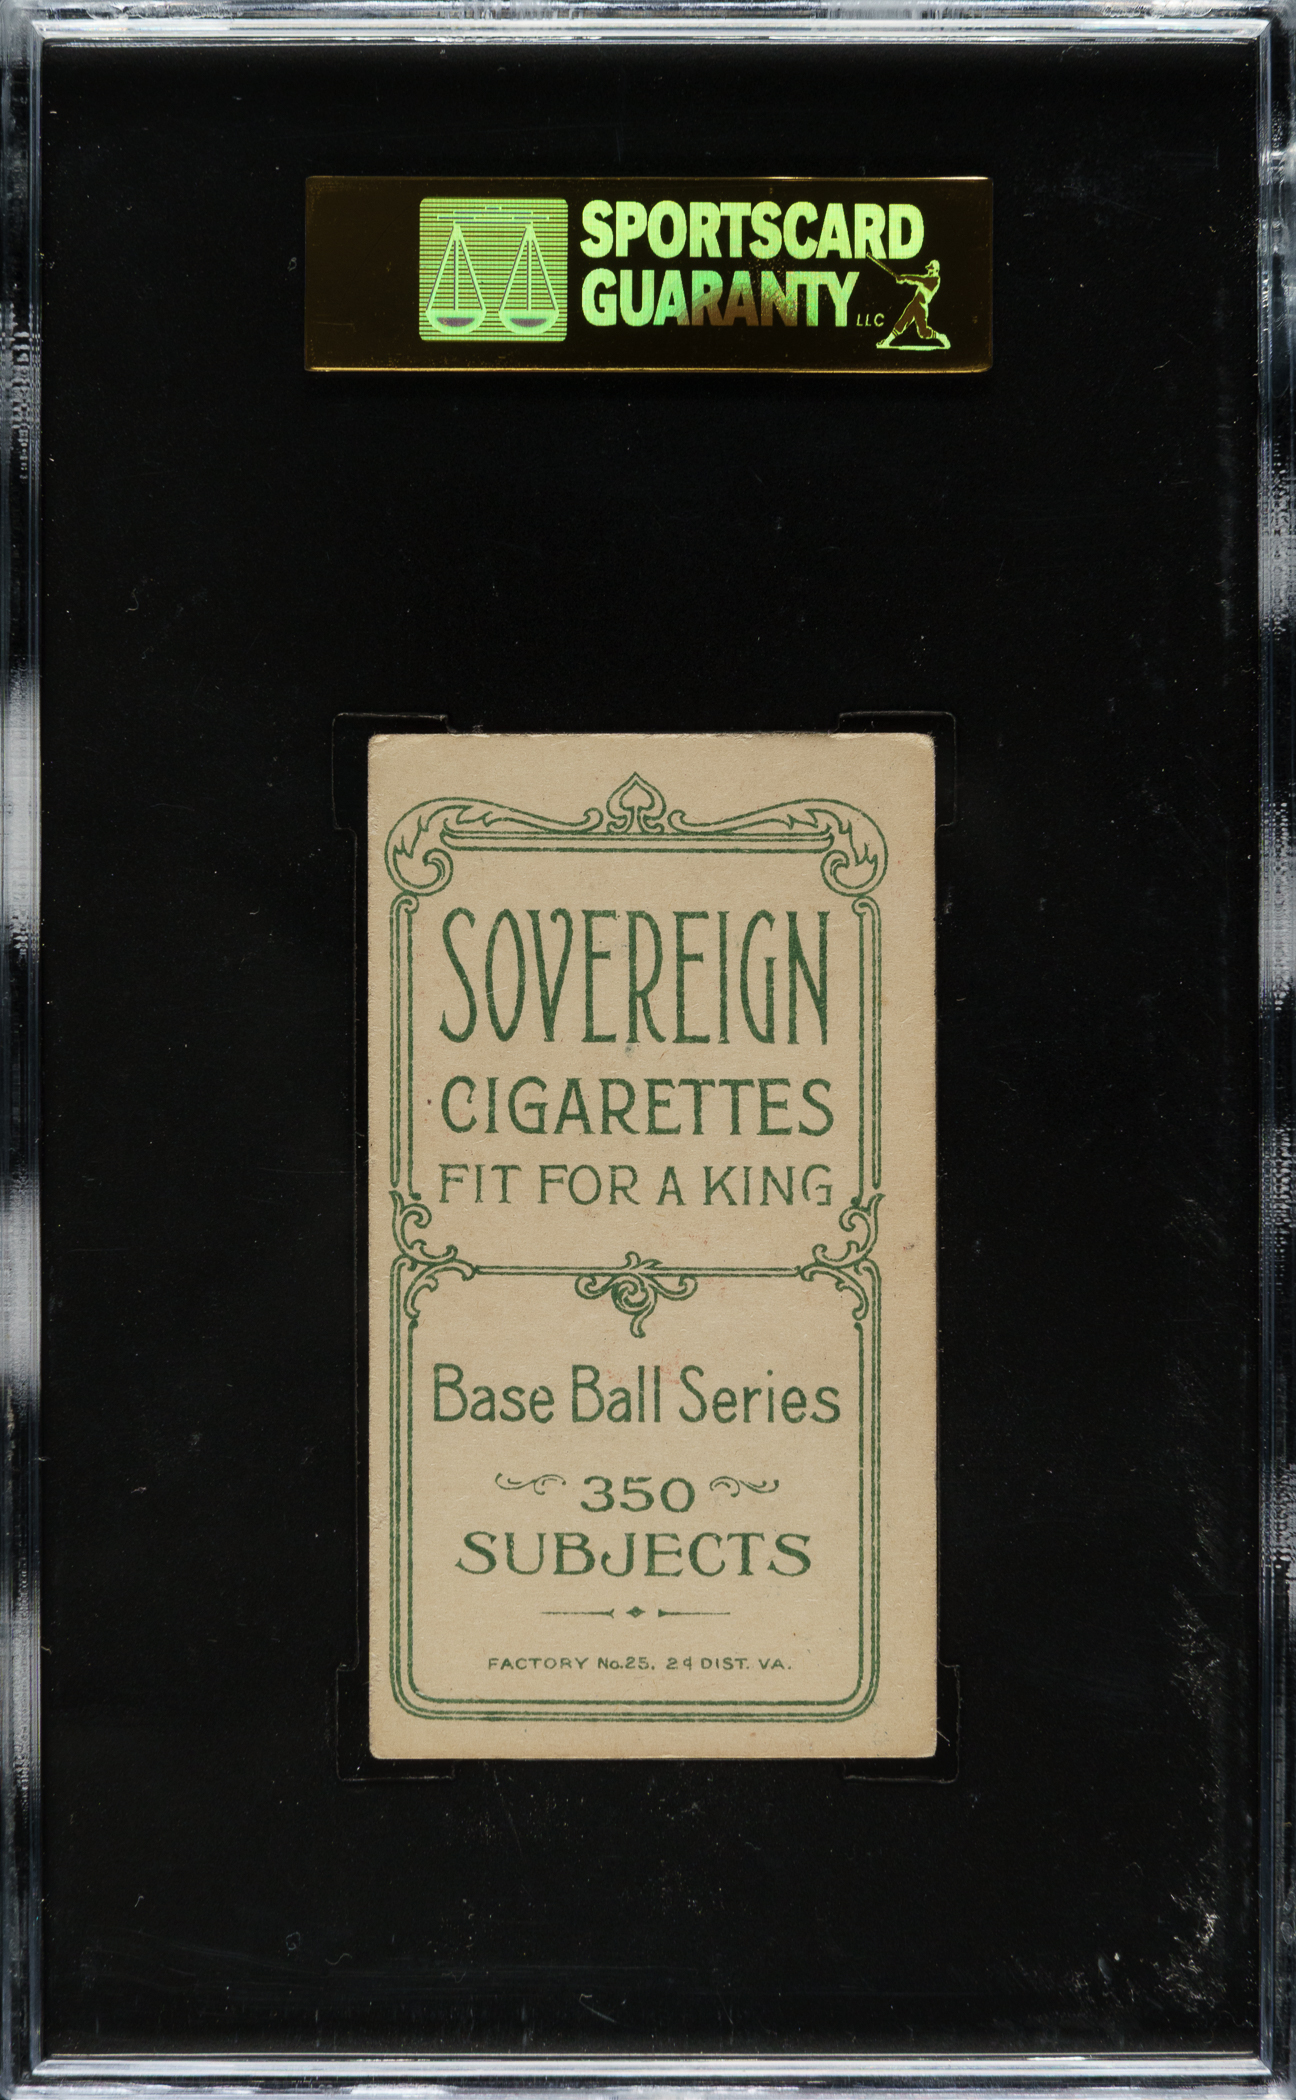 SPORTSCARD
GUARANTY LLC
SOVEREIGN
CIGARETTES
FIT FOR A KING
Base Ball Series
350
SUBJECTS
FACTORY No.25, 2d DIST. VA.